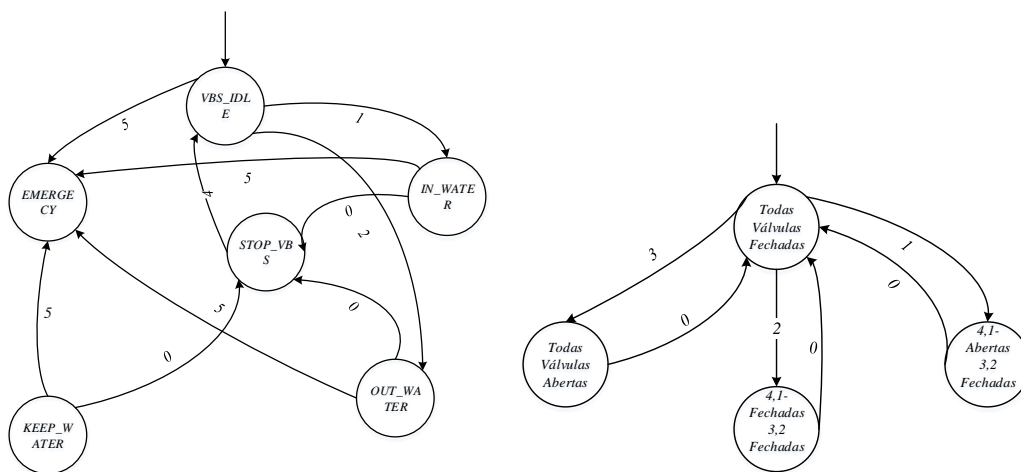 VBS_IDL
E
5
1
EMERGE
CY
5
IN_WATE
R
4
0
2
STOP_VB
S
5
0
5
0
OUT_WA
TER
KEEP_W
ATER
Todas
Válvulas
Fechadas
3
1
0
0
2
0
Todas
Válvulas
Abertas
4,1-
Abertas
3,2
Fechadas
4,1-
Fechadas
3,2
Fechadas